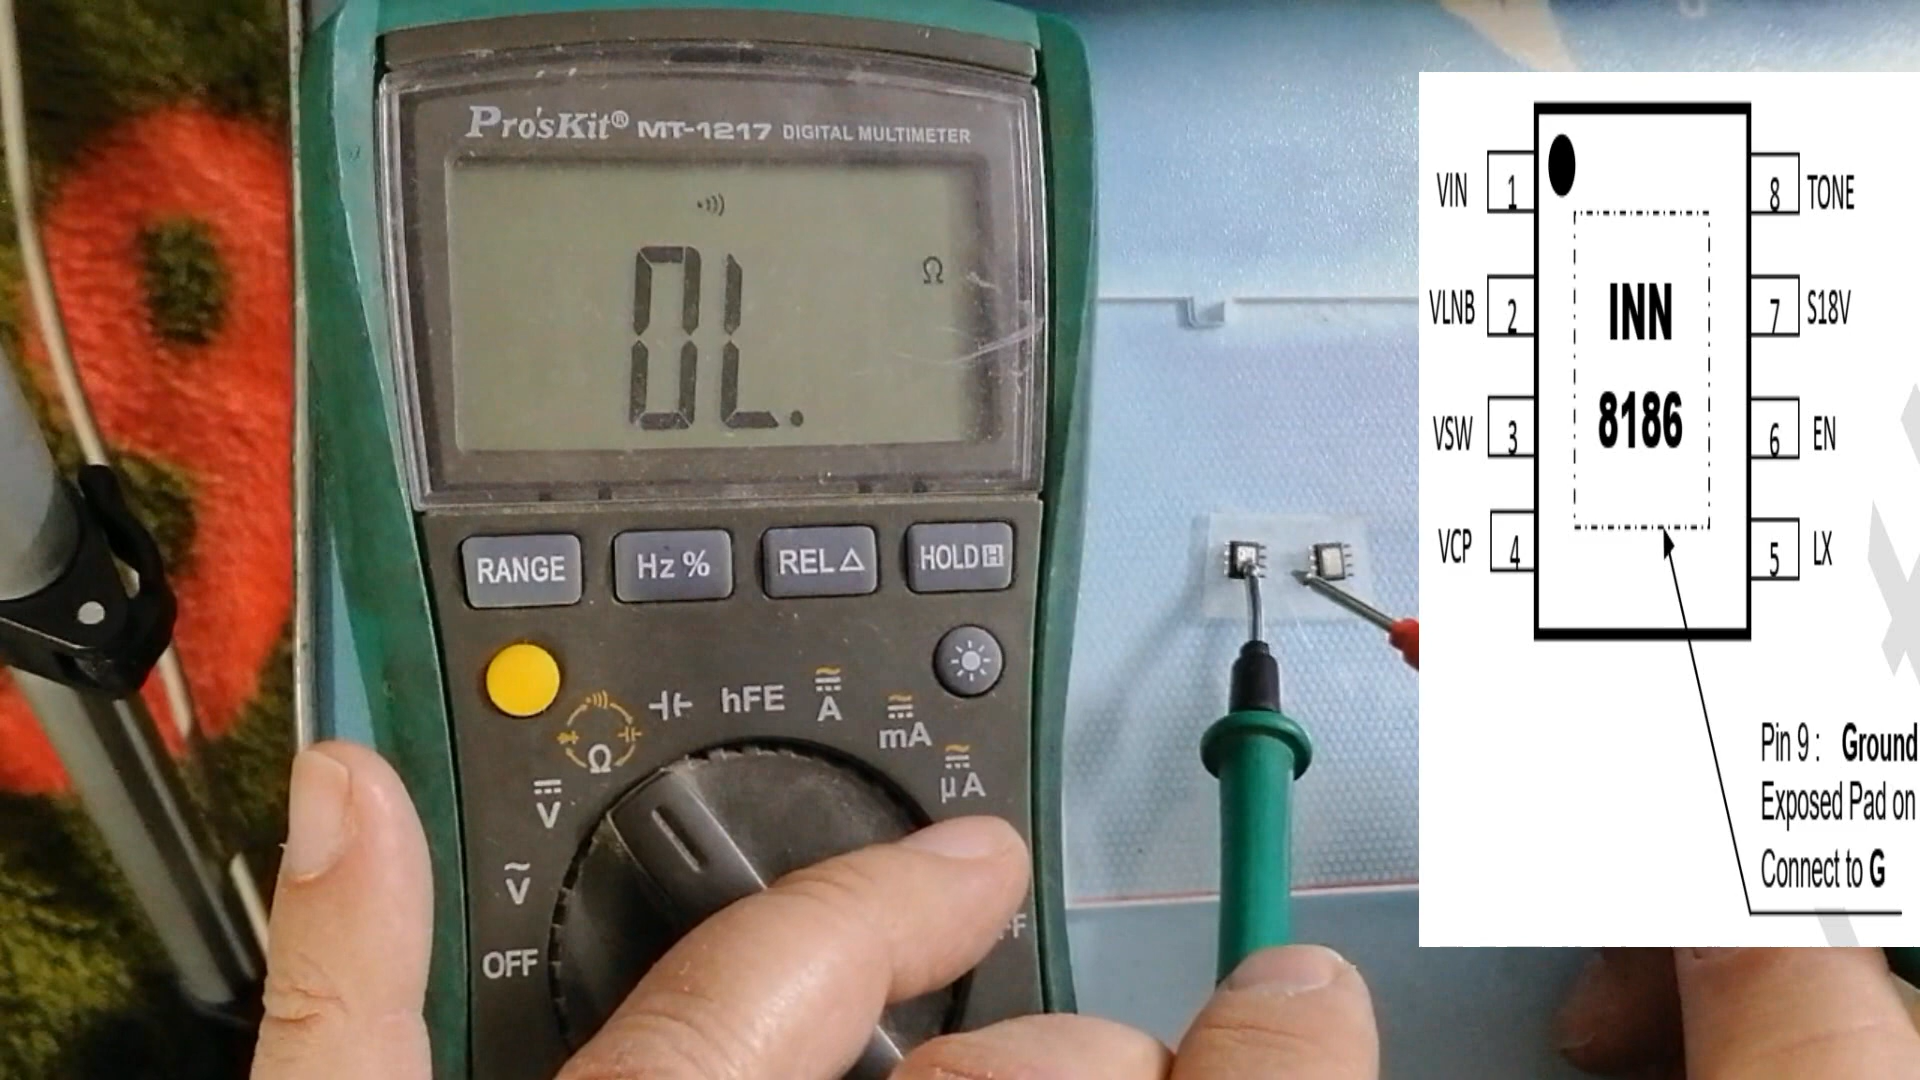 Pro'sKit® MT-1217 DIGITAL MULTIMETER
0L.
Ω
RANGE
Hz %
REL △
HOLD H
hFE
A
mA
µA
Ω
V
V
OFF
VIN 1
VLNB 2
VSW 3
VCP 4
8 TONE
7 S18V
6 EN
5 LX
INN
8186
Pin 9 : Ground
Exposed Pad on
Connect to G